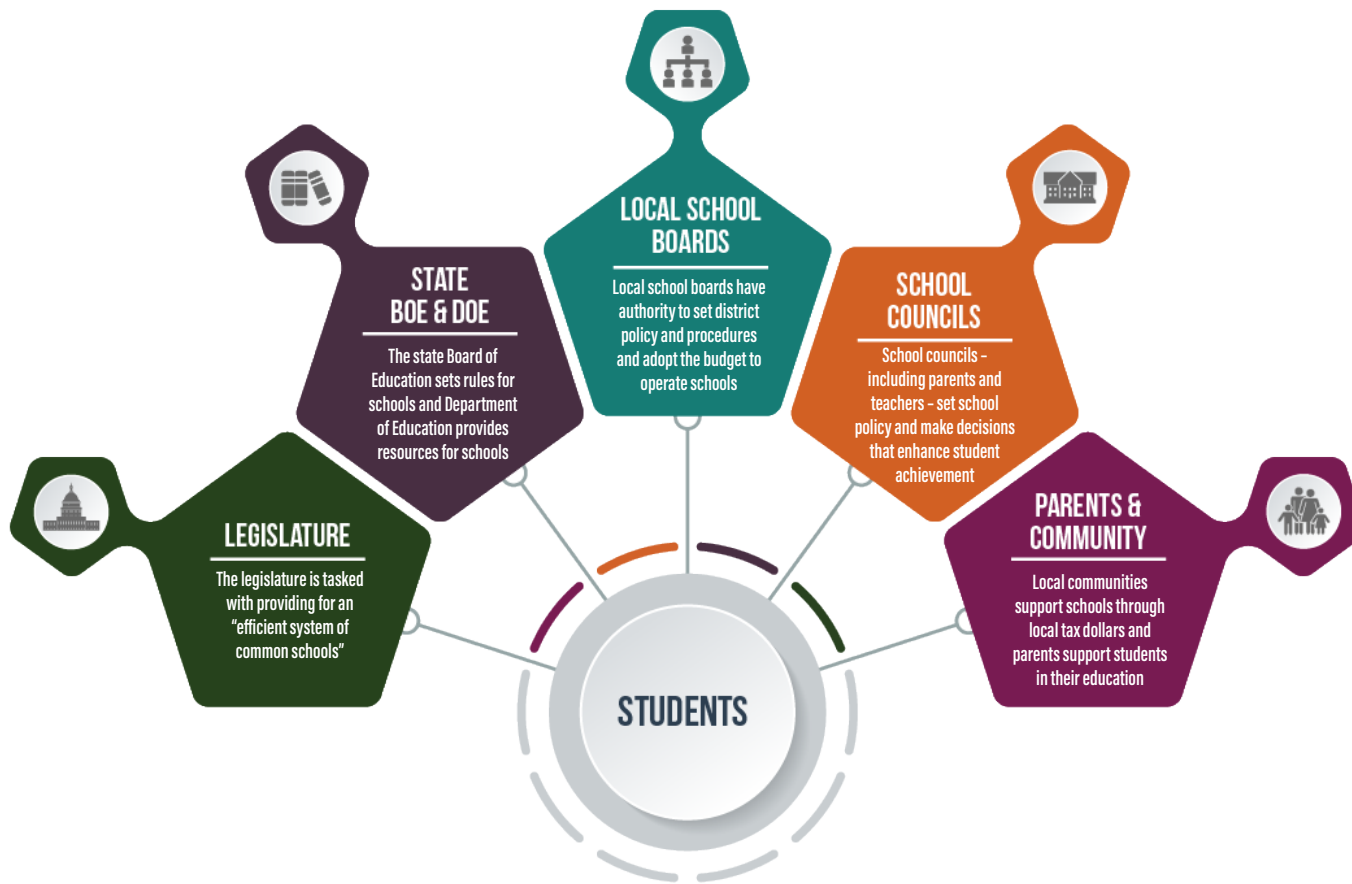 LOCAL SCHOOL
BOARDS
Local school boards have
authority to set district
policy and procedures
and adopt the budget to
operate schools
STATE
BOE & DOE
The state Board of
Education sets rules for
schools and Department
of Education provides
resources for schools
SCHOOL
COUNCILS
School councils –
including parents and
teachers – set school
policy and make decisions
that enhance student
achievement
LEGISLATURE
The legislature is tasked
with providing for an
“efficient system of
common schools”
PARENTS &
COMMUNITY
Local communities
support schools through
local tax dollars and
parents support students
in their education
STUDENTS